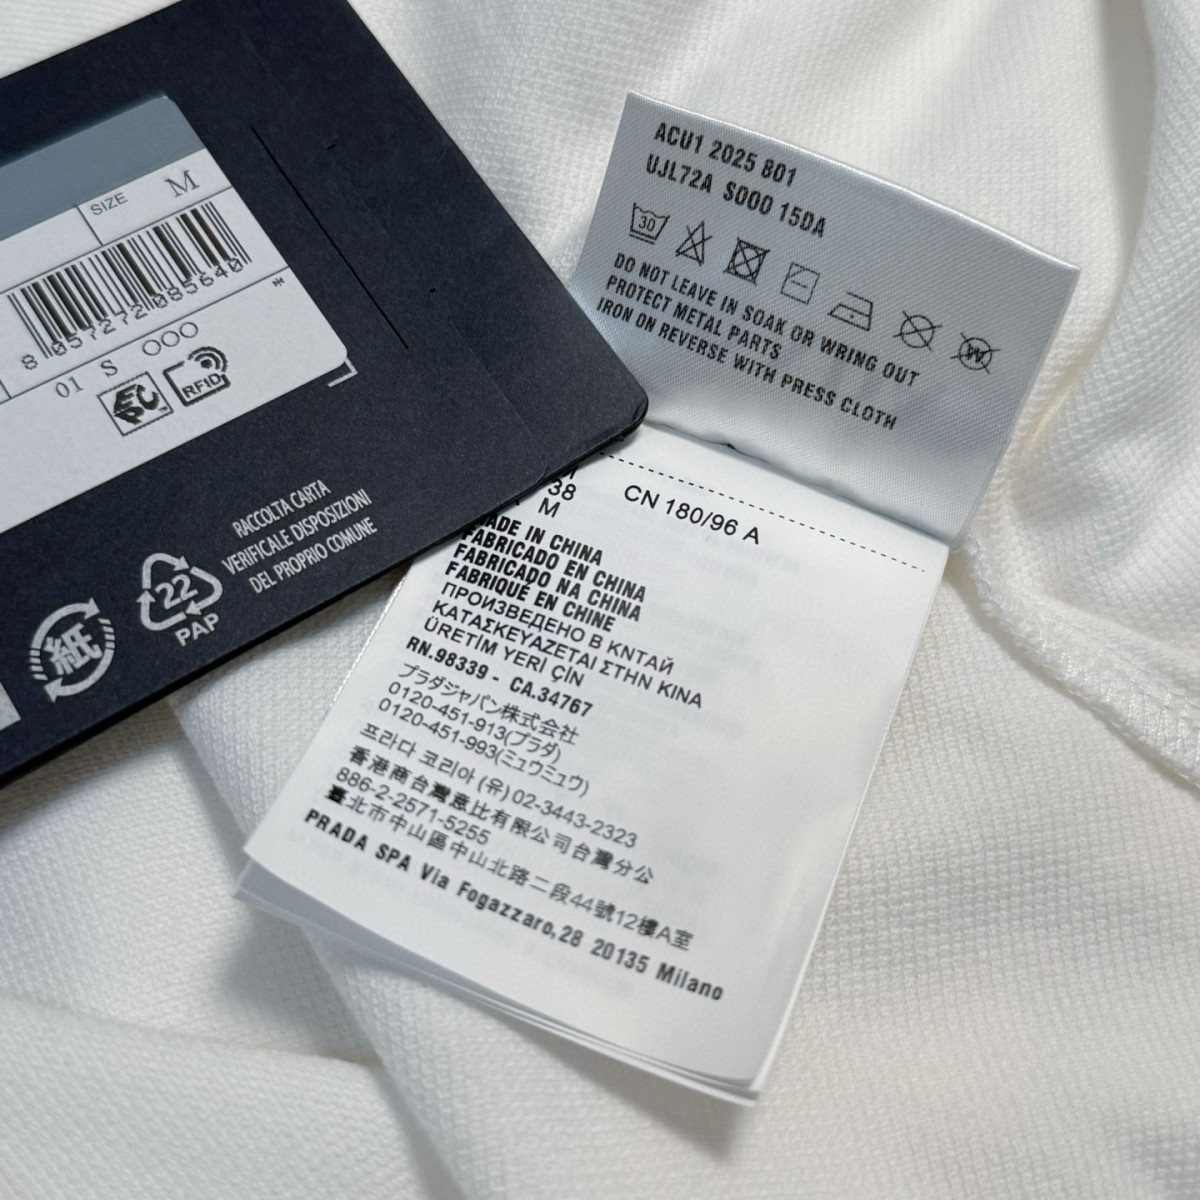 SIZE
M
8 057272 085640
**
01 S OOO
RFID
RACCOLTA CARTA
VERIFICALE DISPOSIZIONI
DEL PROPRIO COMUNE
紙
22
PAP
ACU1 2025 801
UJL72A S000 15DA
30
DO NOT LEAVE IN SOAK OR WRING OUT
PROTECT METAL PARTS
IRON ON REVERSE WITH PRESS CLOTH
38
M
CN 180/96 A
MADE IN CHINA
FABRICADO EN CHINA
FABRICADO NA CHINA
FABRIQUÉ EN CHINE
ПРОИЗВЕДЕНО В КNТАЙ
ΚΑΤΑΣΚΕΥΑΖΕΤΑΙ ΣΤΗΝ ΚΙΝΑ
ÜRETİM YERİ ÇİN
RN.98339 - CA.34767
プラダジャパン株式会社
0120-451-913(プラダ)
0120-451-993(ミュウミュウ)
프라다 코리아 (유) 02-3443-2323
香港商台灣意比有限公司台灣分公
886-2-2571-5255
臺北市中山區中山北路二段44號12樓A室
PRADA SPA Via Fogazzaro,28 20135 Milano